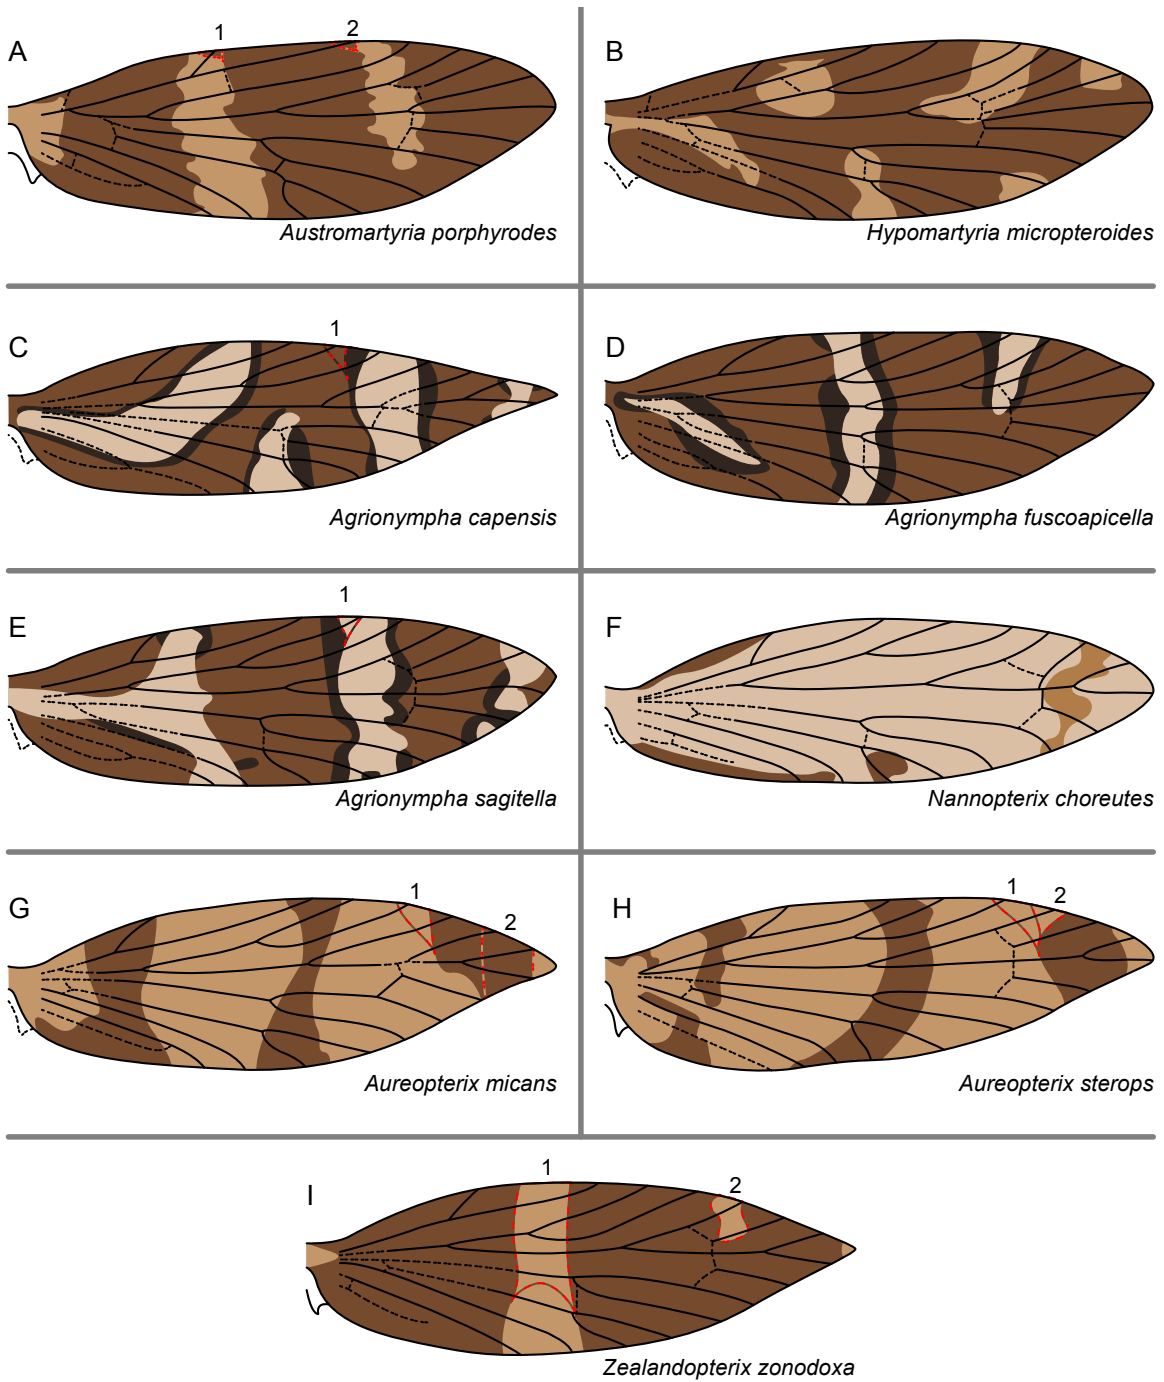 A
1
2
Austromartyria porphyrodes
B
Hypomartyria micropteroides
C
1
Agrionympha capensis
D
Agrionympha fuscoapicella
E
1
Agrionympha sagitella
F
Nannopterix choreutes
G
1
2
Aureopterix micans
H
1
2
Aureopterix sterops
I
1
2
Zealandopterix zonodoxa